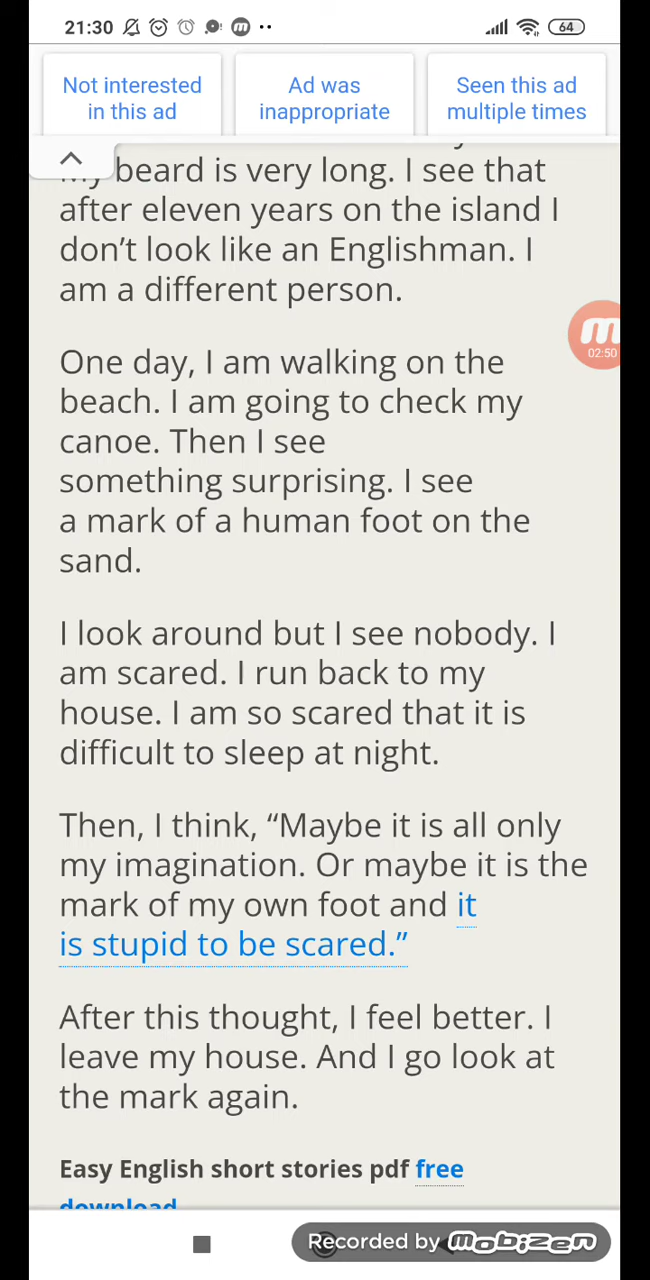 21:30
64
Not interested
in this ad
Ad was
inappropriate
Seen this ad
multiple times
beard is very long. I see that
after eleven years on the island I
don’t look like an Englishman. I
am a different person.
02:50
One day, I am walking on the
beach. I am going to check my
canoe. Then I see
something surprising. I see
a mark of a human foot on the
sand.
I look around but I see nobody. I
am scared. I run back to my
house. I am so scared that it is
difficult to sleep at night.
Then, I think, “Maybe it is all only
my imagination. Or maybe it is the
mark of my own foot and it
is stupid to be scared.”
After this thought, I feel better. I
leave my house. And I go look at
the mark again.
Easy English short stories pdf free
download
Recorded by mobizen